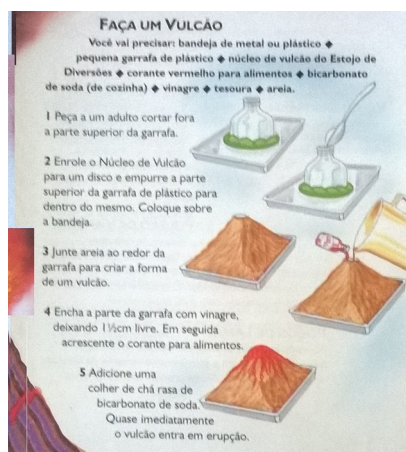 FAÇA UM VULCÃO
Você vai precisar: bandeja de metal ou plástico ◆
pequena garrafa de plástico ◆ núcleo de vulcão do Estojo de
Diversões ◆ corante vermelho para alimentos ◆ bicarbonato
de soda (de cozinha) ◆ vinagre ◆ tesoura ◆ areia.
1 Peça a um adulto cortar fora
a parte superior da garrafa.
2 Enrole o Núcleo de Vulcão
para um disco e empurre a parte
superior da garrafa de plástico para
dentro do mesmo. Coloque sobre
a bandeja.
3 Junte areia ao redor da
garrafa para criar a forma
de um vulcão.
4 Encha a parte da garrafa com vinagre,
deixando 1½cm livre. Em seguida
acrescente o corante para alimentos.
5 Adicione uma
colher de chá rasa de
bicarbonato de soda.
Quase imediatamente
o vulcão entra em erupção.